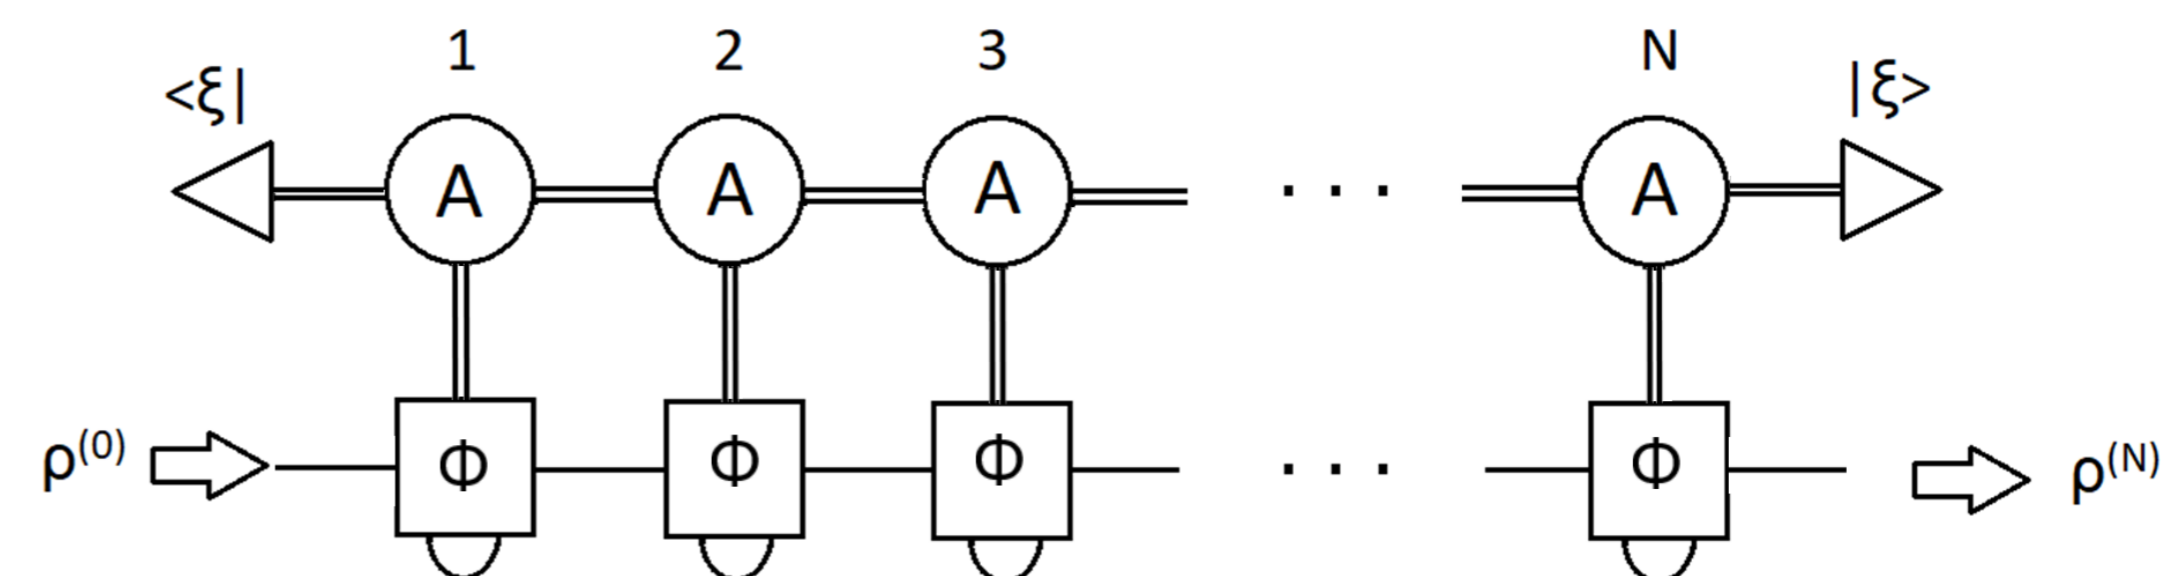 1 2 3 N
<ξ| |ξ>
A A A . . . A
Φ Φ Φ . . . Φ
ρ(0) ρ(N)